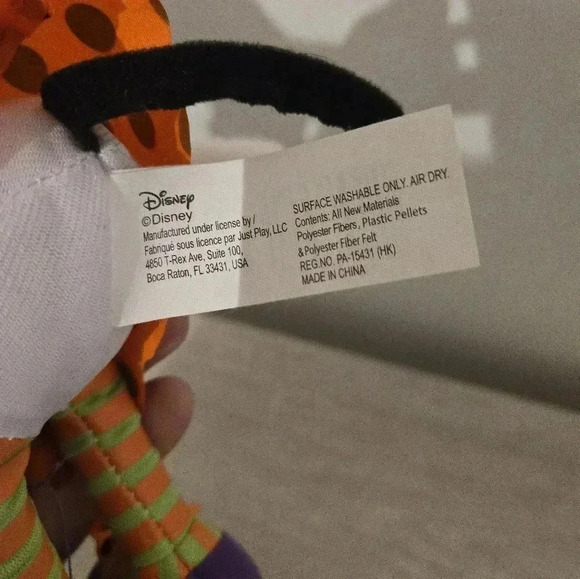 Disney
©Disney
Manufactured under license by /
Fabriqué sous licence par Just Play, LLC
4850 T-Rex Ave, Suite 100,
Boca Raton, FL 33431, USA
SURFACE WASHABLE ONLY. AIR DRY.
Contents: All New Materials
Polyester Fibers, Plastic Pellets
& Polyester Fiber Felt
REG.NO. PA-15431 (HK)
MADE IN CHINA